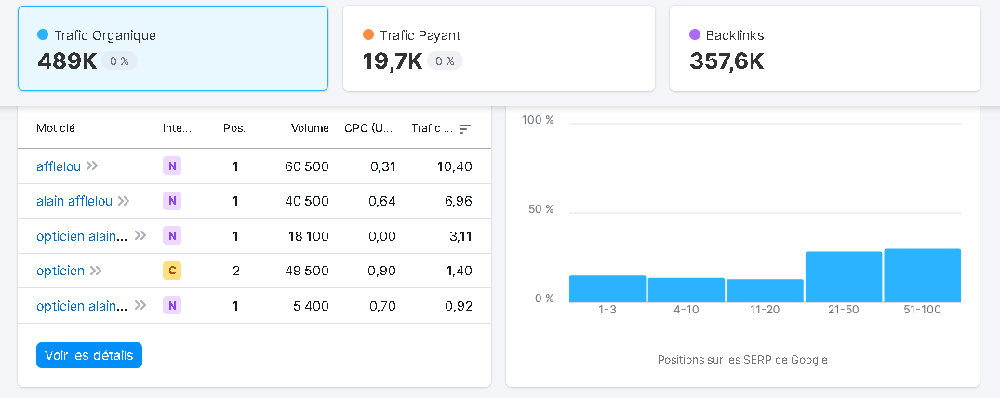 Trafic Organique
489K 0 %
Trafic Payant
19,7K 0 %
Backlinks
357,6K
Mot clé Inte... Pos. Volume CPC (U... Trafic ...
afflelou N 1 60 500 0,31 10,40
alain afflelou N 1 40 500 0,64 6,96
opticien alain... N 1 18 100 0,00 3,11
opticien C 2 49 500 0,90 1,40
opticien alain... N 1 5 400 0,70 0,92
Voir les détails
100 %
50 %
0 %
1-3 4-10 11-20 21-50 51-100
Positions sur les SERP de Google